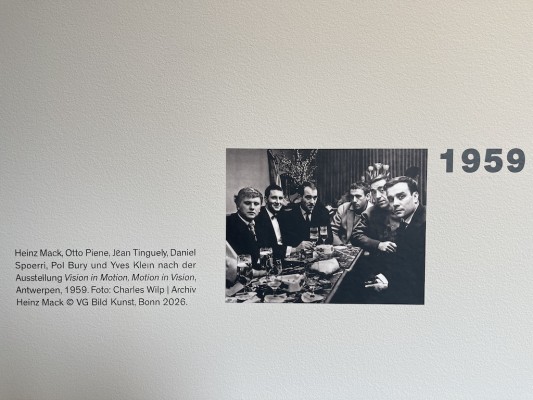 1959
Heinz Mack, Otto Piene, Jean Tinguely, Daniel
Spoerri, Pol Bury und Yves Klein nach der
Ausstellung Vision in Motion, Motion in Vision,
Antwerpen, 1959. Foto: Charles Wilp | Archiv
Heinz Mack © VG Bild Kunst, Bonn 2026.